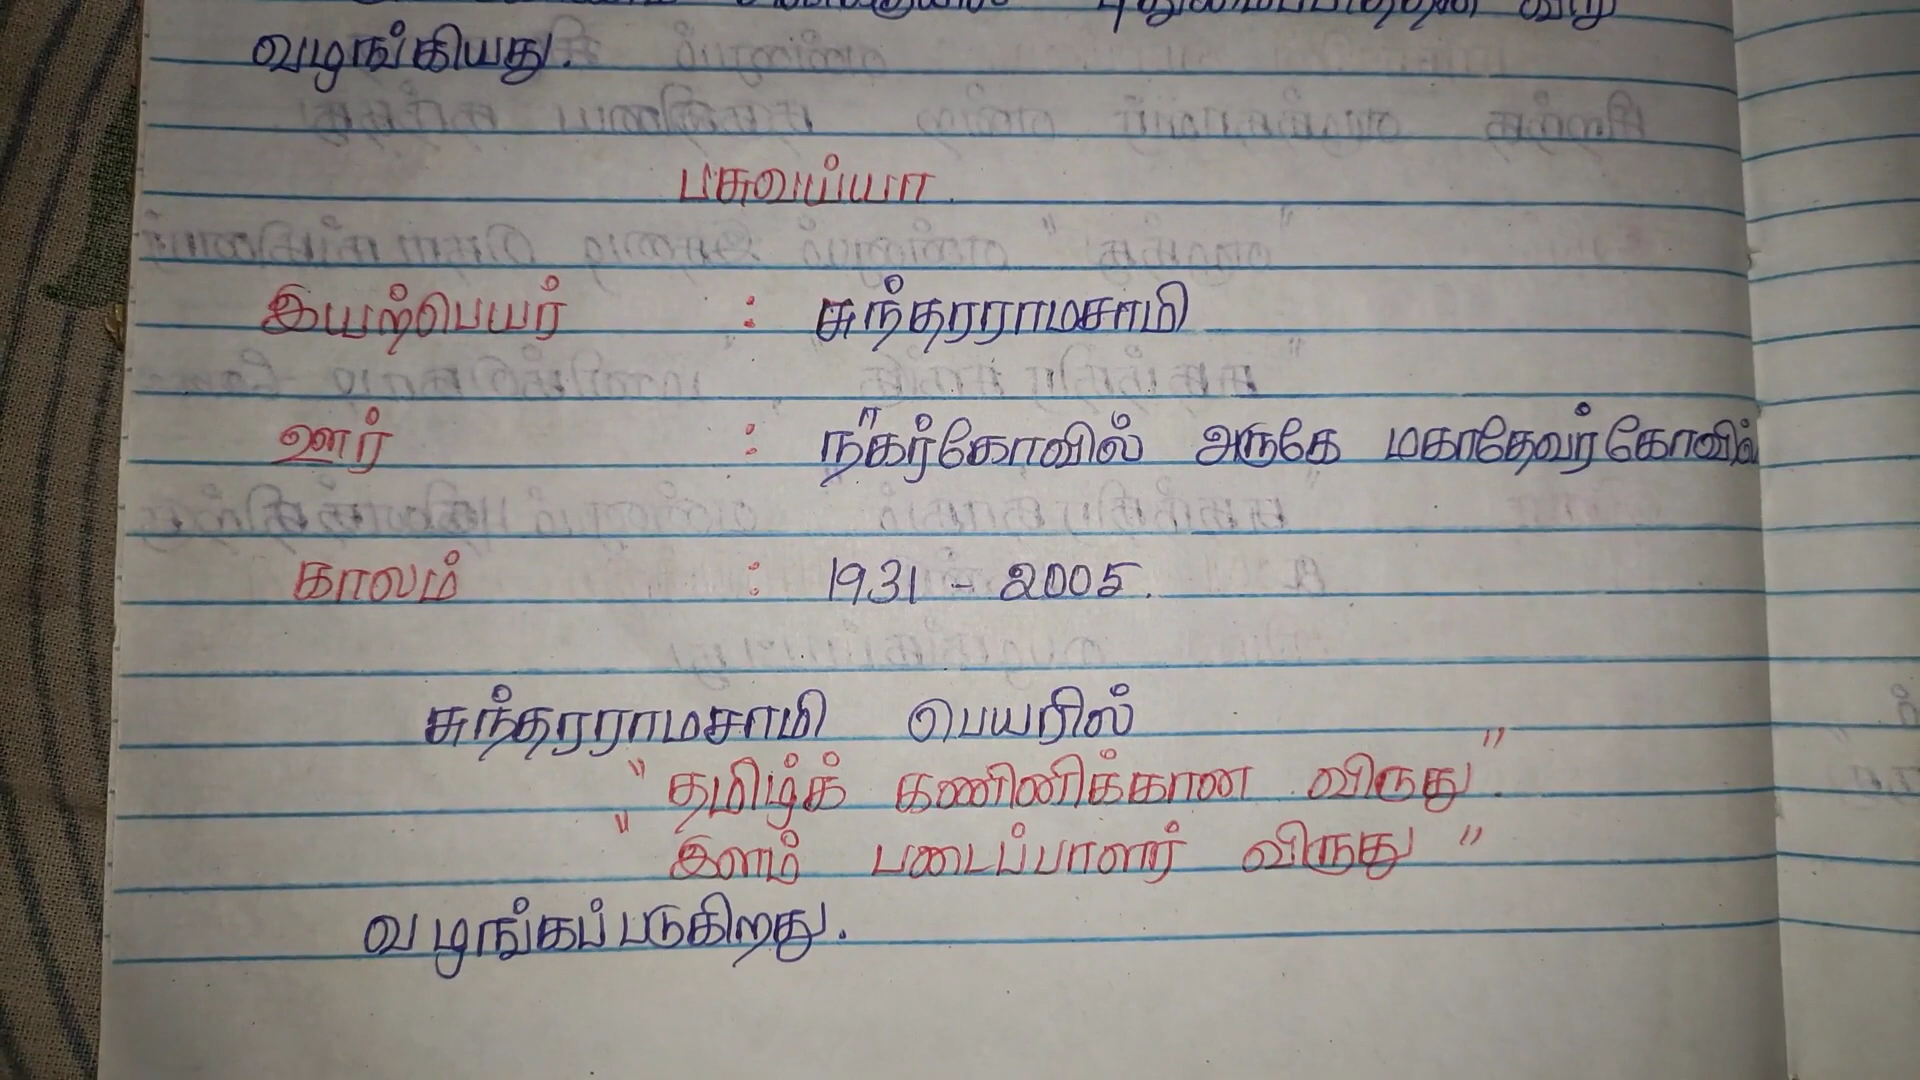 வழங்கியது.
பசுவய்யா.
இயற்பெயர் : சுந்தரராமசாமி
ஊர் : நாகர்கோவில் அருகே மகாதேவர்கோவில்
காலம் : 1931 - 2005.
சுந்தரராமசாமி பெயரில்
" தமிழ்க் கணினிக்கான விருது".
" இளம் படைப்பாளர் விருது "
வழங்கப்படுகிறது.